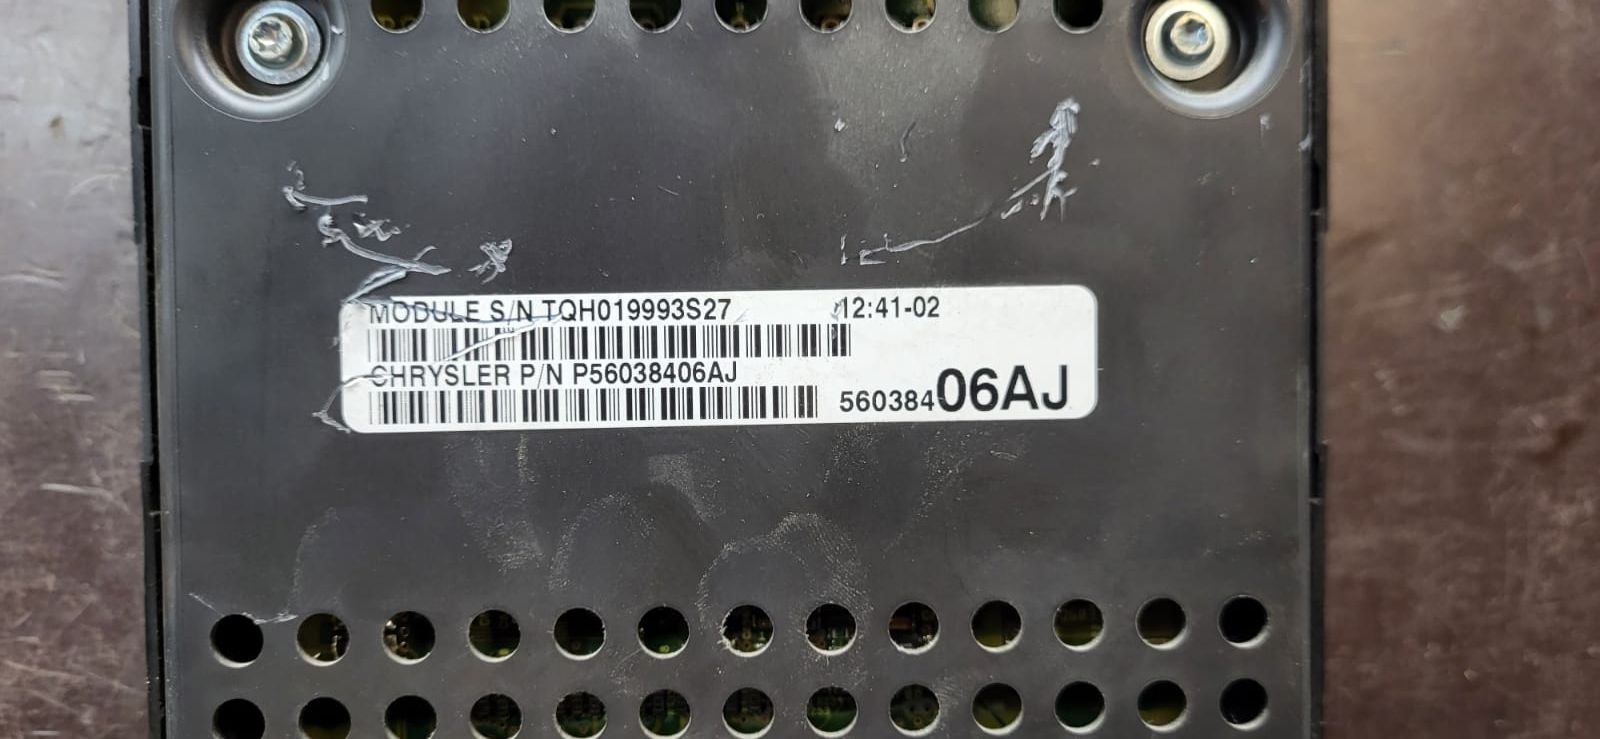 MODULE S/N TQH019993S27 12:41-02
CHRYSLER P/N P56038406AJ
56038406AJ